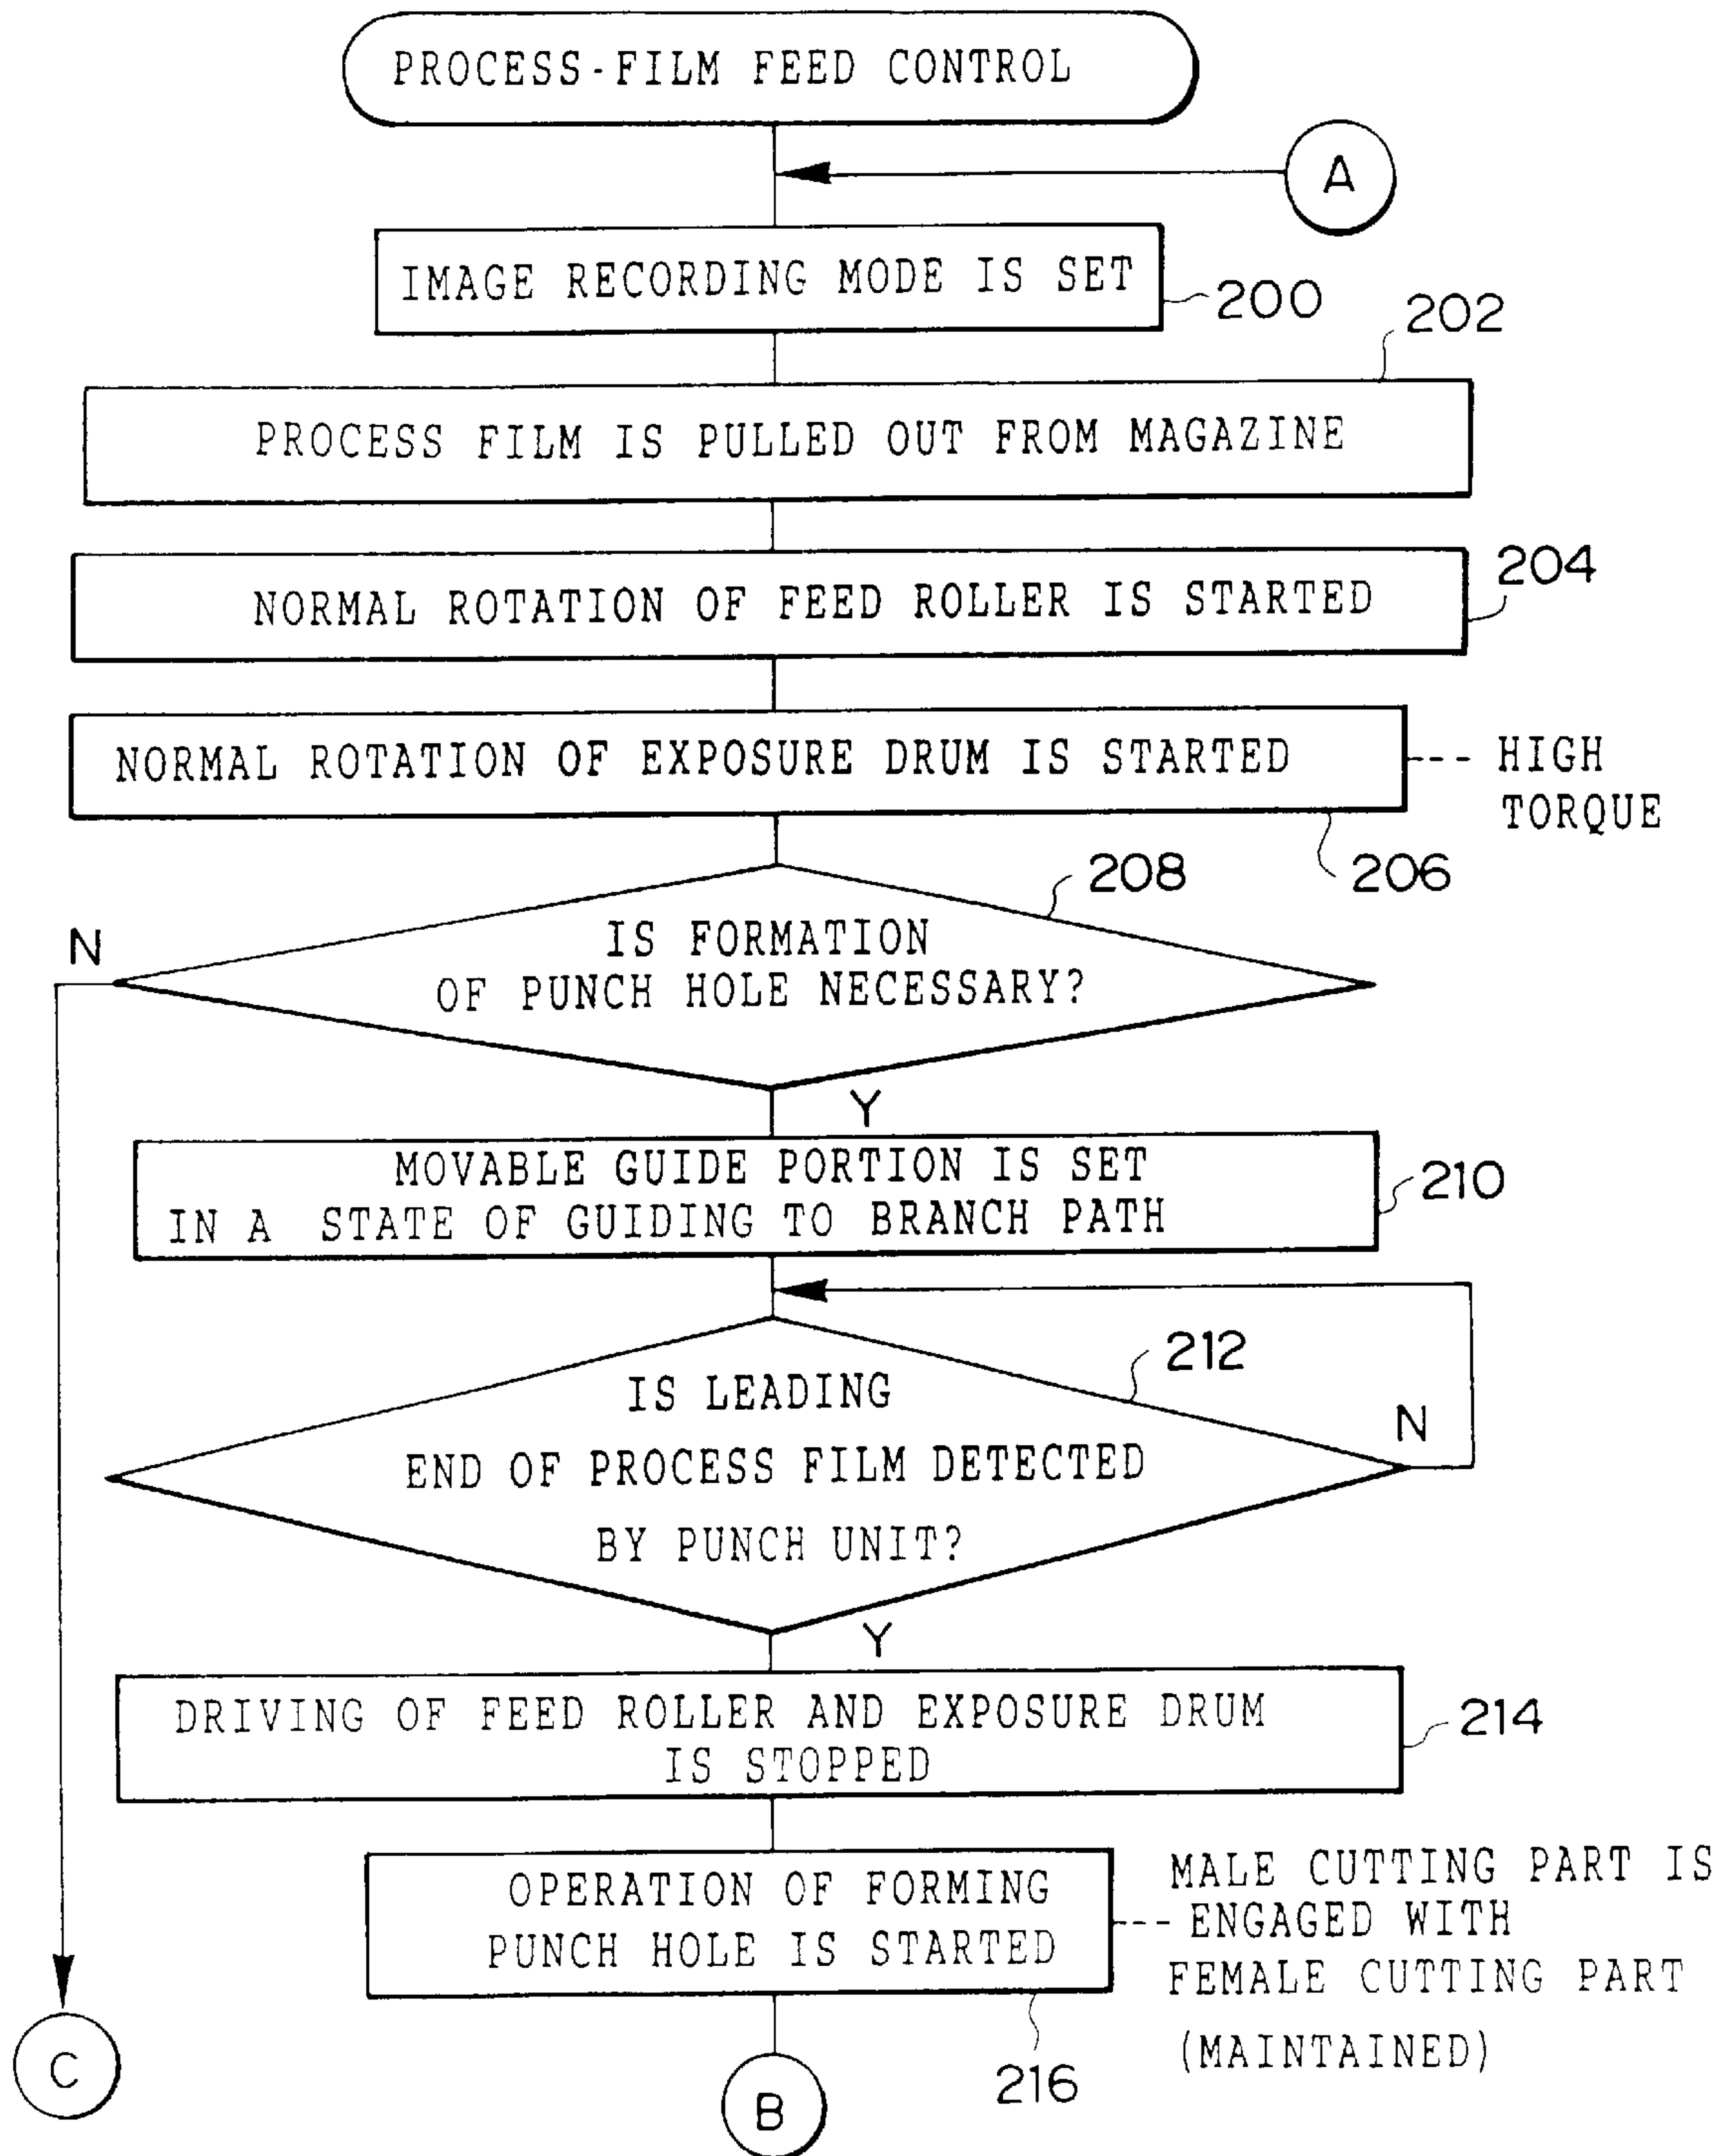 PROCESS-FILM FEED CONTROL
A
IMAGE RECORDING MODE IS SET
200
202
PROCESS FILM IS PULLED OUT FROM MAGAZINE
204
NORMAL ROTATION OF FEED ROLLER IS STARTED
NORMAL ROTATION OF EXPOSURE DRUM IS STARTED
--- HIGH
TORQUE
206
208
N
IS FORMATION
OF PUNCH HOLE NECESSARY?
Y
MOVABLE GUIDE PORTION IS SET
IN A STATE OF GUIDING TO BRANCH PATH
210
212
IS LEADING
N
END OF PROCESS FILM DETECTED
BY PUNCH UNIT?
Y
DRIVING OF FEED ROLLER AND EXPOSURE DRUM
IS STOPPED
214
OPERATION OF FORMING
PUNCH HOLE IS STARTED
MALE CUTTING PART IS
--- ENGAGED WITH
FEMALE CUTTING PART
(MAINTAINED)
216
C
B